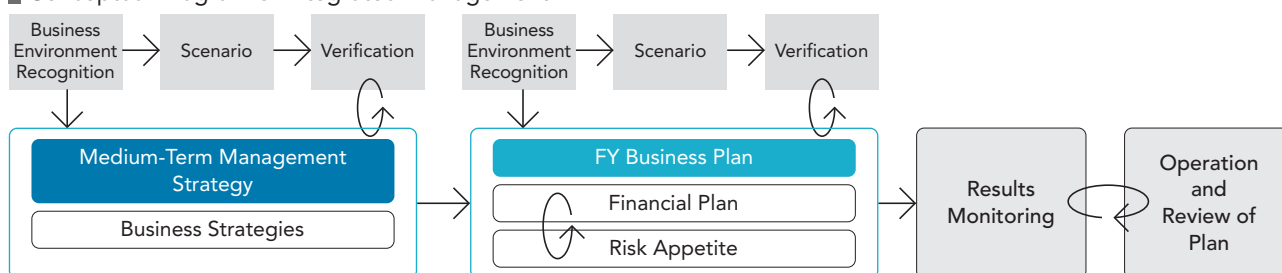 Business
Environment
Recognition
Scenario
Verification
Business
Environment
Recognition
Scenario
Verification
Medium-Term Management
Strategy
Business Strategies
FY Business Plan
Financial Plan
Risk Appetite
Results
Monitoring
Operation
and
Review of
Plan